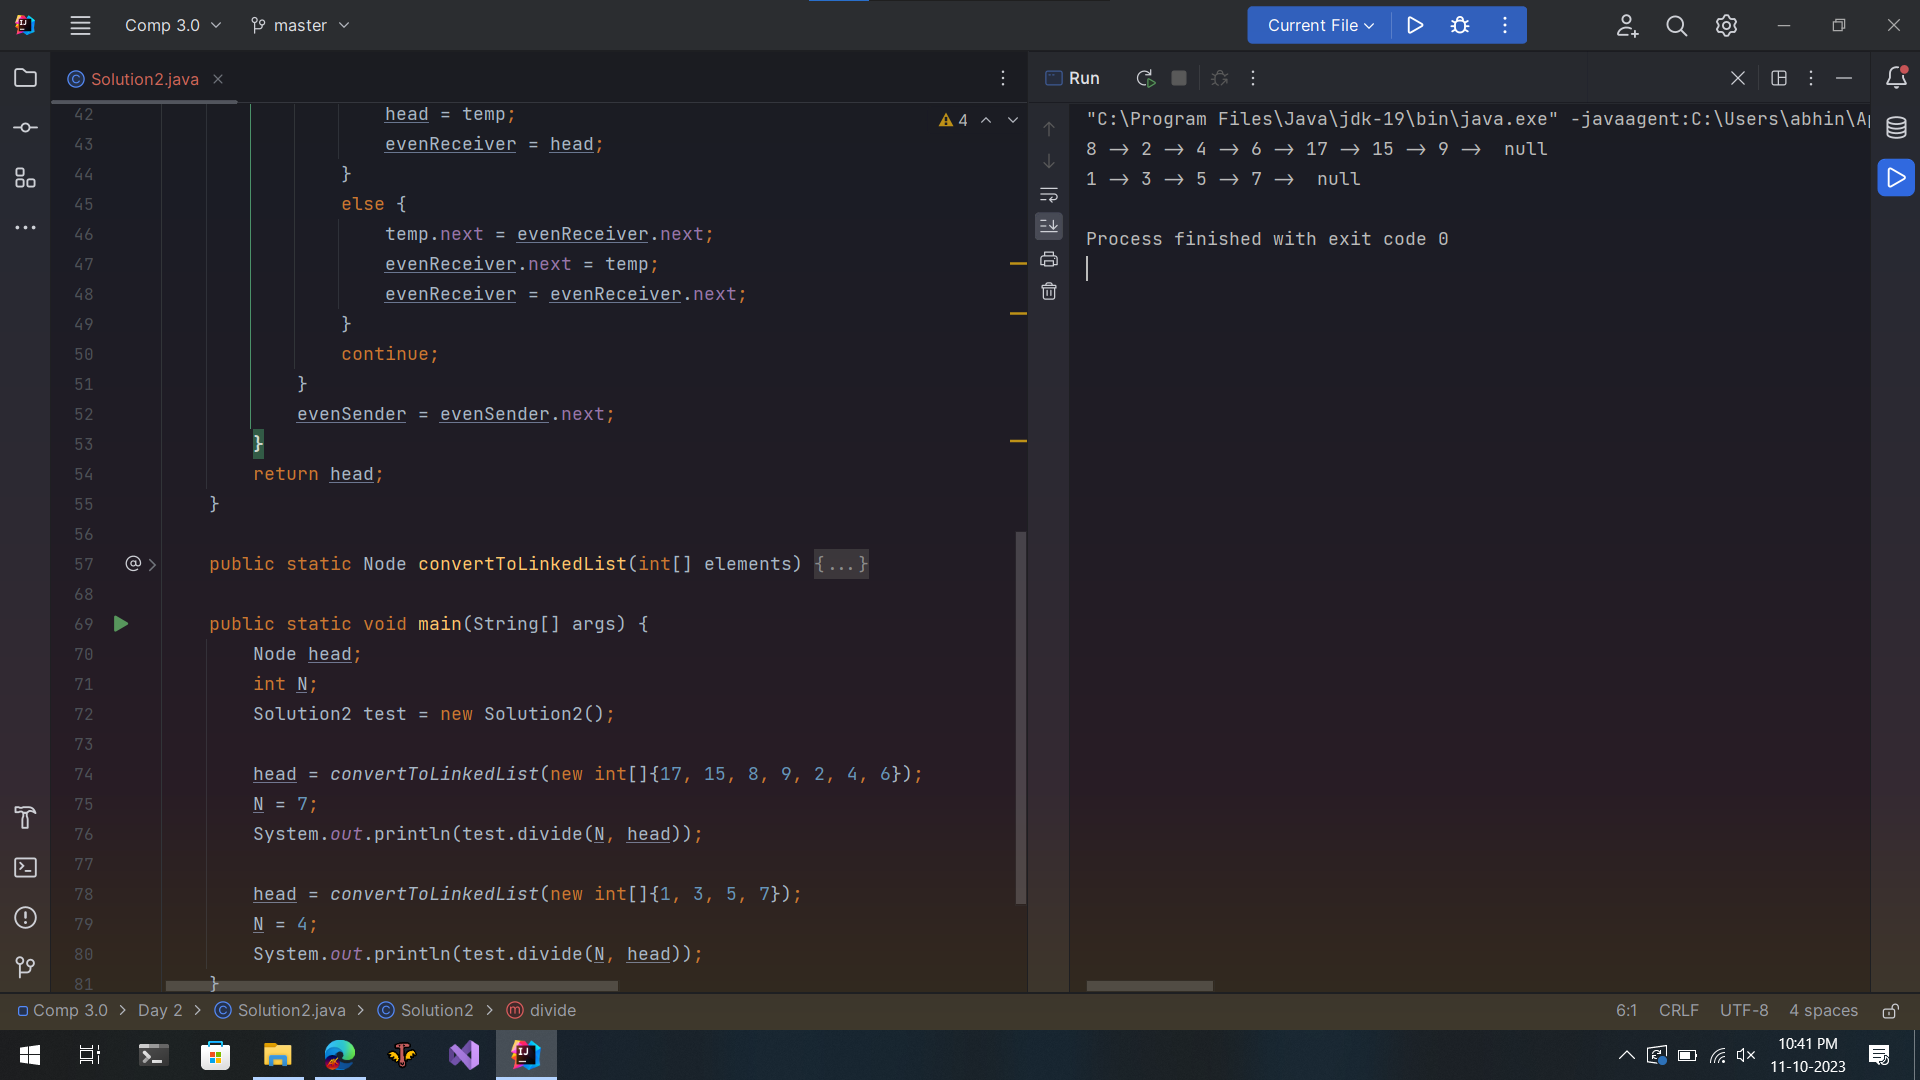 Comp 3.0
master
Current File
Solution2.java
Run
4
42 head = temp;
43 evenReceiver = head;
44 }
45 else {
46 temp.next = evenReceiver.next;
47 evenReceiver.next = temp;
48 evenReceiver = evenReceiver.next;
49 }
50 continue;
51 }
52 evenSender = evenSender.next;
53 }
54 return head;
55 }
56
57 public static Node convertToLinkedList(int[] elements) {...}
68
69 public static void main(String[] args) {
70 Node head;
71 int N;
72 Solution2 test = new Solution2();
73
74 head = convertToLinkedList(new int[]{17, 15, 8, 9, 2, 4, 6});
75 N = 7;
76 System.out.println(test.divide(N, head));
77
78 head = convertToLinkedList(new int[]{1, 3, 5, 7});
79 N = 4;
80 System.out.println(test.divide(N, head));
81 }
"C:\Program Files\Java\jdk-19\bin\java.exe" -javaagent:C:\Users\abhin\Ap
8 -> 2 -> 4 -> 6 -> 17 -> 15 -> 9 -> null
1 -> 3 -> 5 -> 7 -> null
Process finished with exit code 0
Comp 3.0 > Day 2 > Solution2.java > Solution2 > divide
6:1 CRLF UTF-8 4 spaces
10:41 PM
11-10-2023